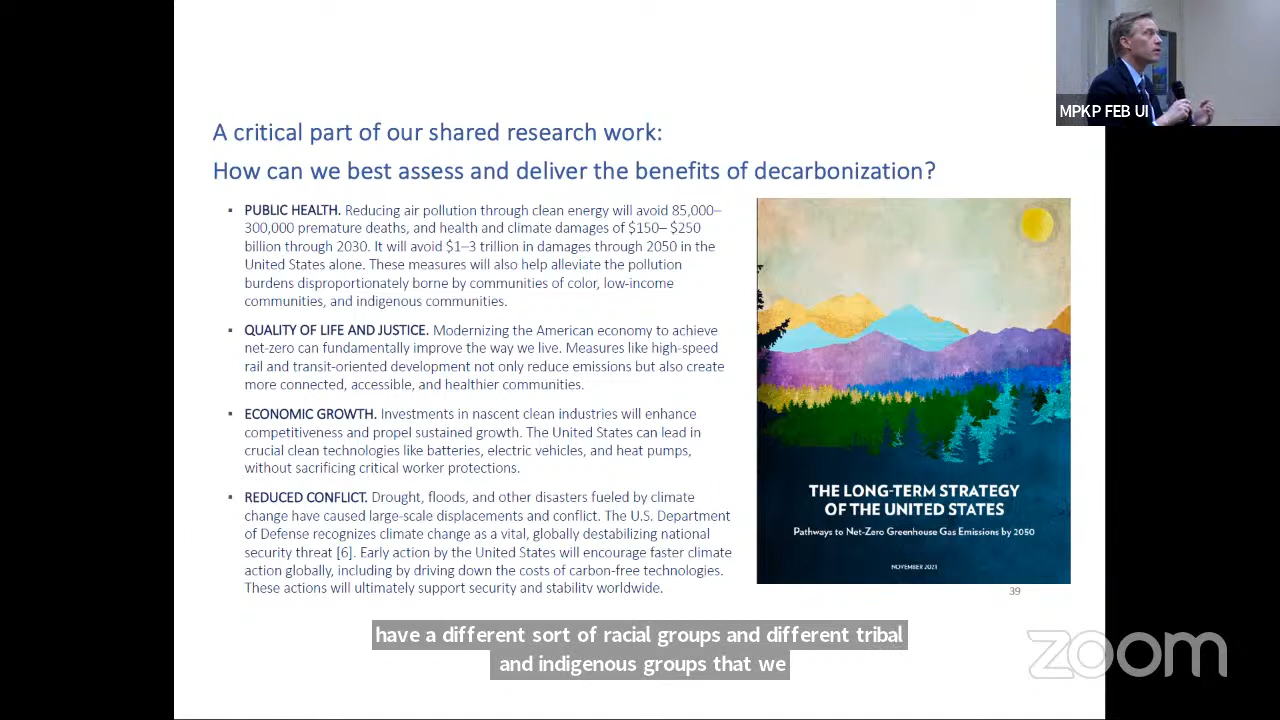 MPKP FEB UI
A critical part of our shared research work:
How can we best assess and deliver the benefits of decarbonization?
▪ PUBLIC HEALTH. Reducing air pollution through clean energy will avoid 85,000–
300,000 premature deaths, and health and climate damages of $150– $250
billion through 2030. It will avoid $1–3 trillion in damages through 2050 in the
United States alone. These measures will also help alleviate the pollution
burdens disproportionately borne by communities of color, low-income
communities, and indigenous communities.
▪ QUALITY OF LIFE AND JUSTICE. Modernizing the American economy to achieve
net-zero can fundamentally improve the way we live. Measures like high-speed
rail and transit-oriented development not only reduce emissions but also create
more connected, accessible, and healthier communities.
▪ ECONOMIC GROWTH. Investments in nascent clean industries will enhance
competitiveness and propel sustained growth. The United States can lead in
crucial clean technologies like batteries, electric vehicles, and heat pumps,
without sacrificing critical worker protections.
▪ REDUCED CONFLICT. Drought, floods, and other disasters fueled by climate
change have caused large-scale displacements and conflict. The U.S. Department
of Defense recognizes climate change as a vital, globally destabilizing national
security threat [6]. Early action by the United States will encourage faster climate
action globally, including by driving down the costs of carbon-free technologies.
These actions will ultimately support security and stability worldwide.
THE LONG-TERM STRATEGY
OF THE UNITED STATES
Pathways to Net-Zero Greenhouse Gas Emissions by 2050
NOVEMBER 2021
39
have a different sort of racial groups and different tribal
and indigenous groups that we
zoom